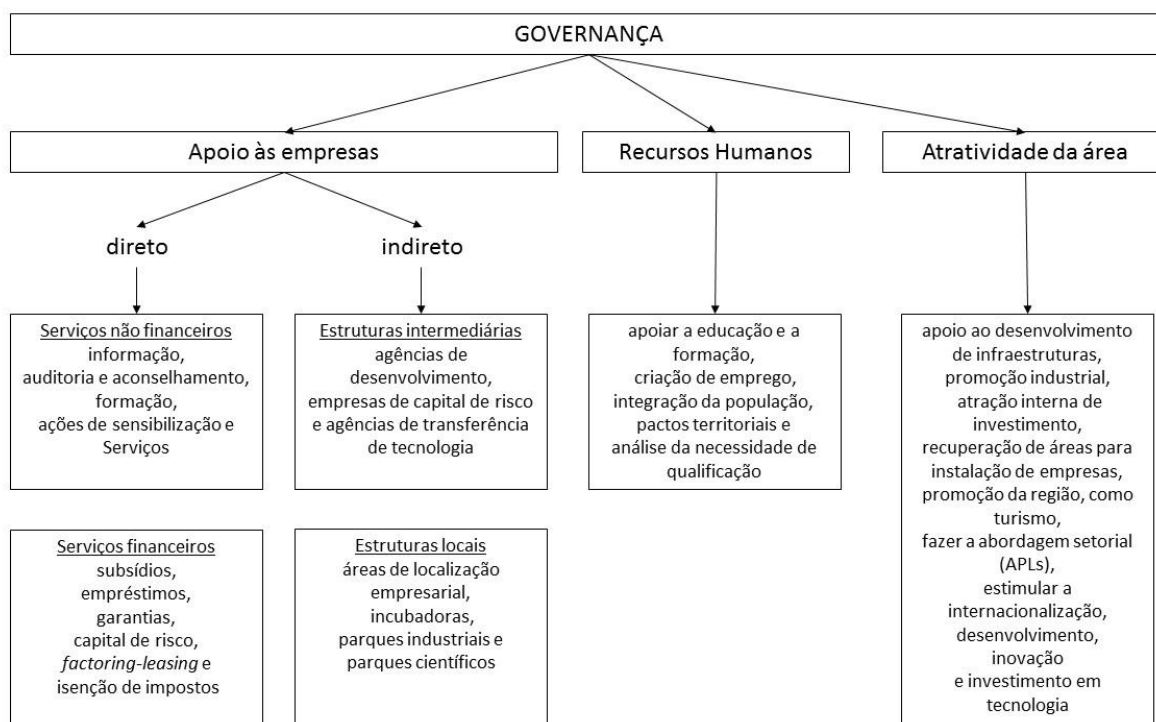 GOVERNANÇA
Apoio às empresas
Recursos Humanos
Atratividade da área
direto
indireto
Serviços não financeiros
informação,
auditoria e aconselhamento,
formação,
ações de sensibilização e
Serviços
Estruturas intermediárias
agências de
desenvolvimento,
empresas de capital de risco
e agências de transferência
de tecnologia
apoiar a educação e a
formação,
criação de emprego,
integração da população,
pactos territoriais e
análise da necessidade de
qualificação
apoio ao desenvolvimento
de infraestruturas,
promoção industrial,
atração interna de
investimento,
recuperação de áreas para
instalação de empresas,
promoção da região, como
turismo,
fazer a abordagem setorial
(APLs),
estimular a
internacionalização,
desenvolvimento,
inovação
e investimento em
tecnologia
Serviços financeiros
subsídios,
empréstimos,
garantias,
capital de risco,
factoring-leasing e
isenção de impostos
Estruturas locais
áreas de localização
empresarial,
incubadoras,
parques industriais e
parques científicos